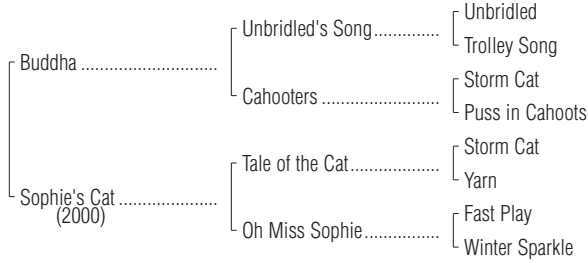 Unbridled
Unbridled's Song..............
Trolley Song
Buddha .............................
Storm Cat
Cahooters .........................
Puss in Cahoots
Storm Cat
Tale of the Cat...................
Yarn
Sophie's Cat .....................
(2000)
Fast Play
Oh Miss Sophie................
Winter Sparkle